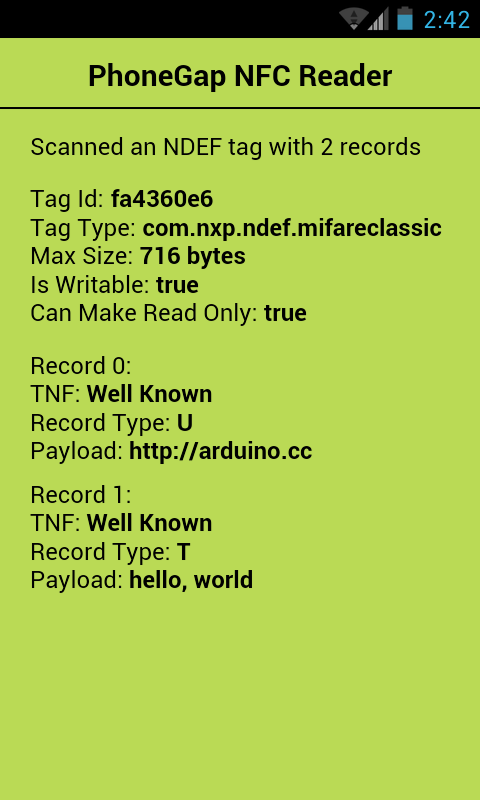 2:42
PhoneGap NFC Reader
Scanned an NDEF tag with 2 records
Tag Id: fa4360e6
Tag Type: com.nxp.ndef.mifareclassic
Max Size: 716 bytes
Is Writable: true
Can Make Read Only: true
Record 0:
TNF: Well Known
Record Type: U
Payload: http://arduino.cc
Record 1:
TNF: Well Known
Record Type: T
Payload: hello, world